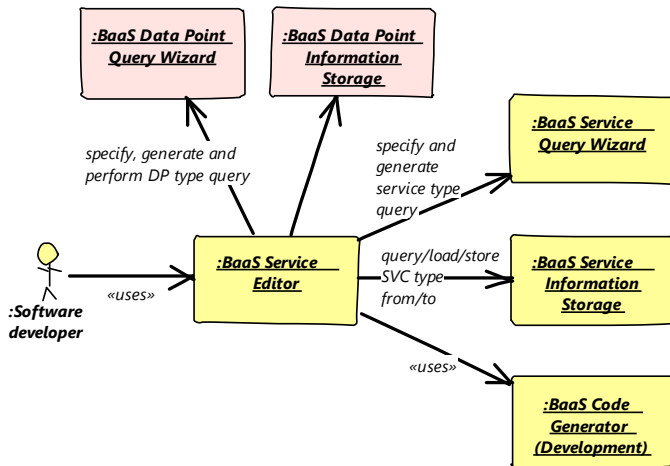 :BaaS Data Point
Query Wizard
:BaaS Data Point
Information
Storage
specify, generate and
perform DP type query
specify and
generate
service type
query
:BaaS Service
Query Wizard
:BaaS Service
Editor
query/load/store
SVC type
from/to
:BaaS Service
Information
Storage
«uses»
:Software
developer
«uses»
:BaaS Code
Generator
(Development)